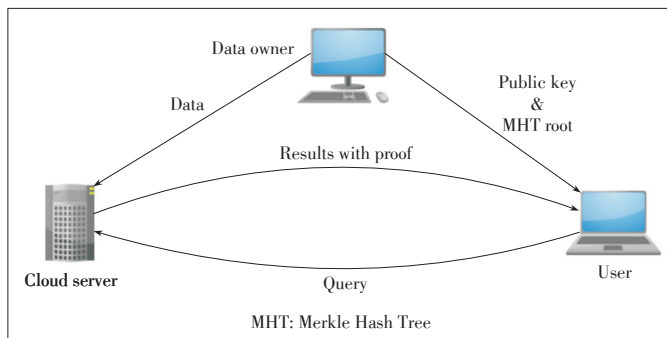 Data owner
Data
Public key
&
MHT root
Results with proof
Cloud server
User
Query
MHT: Merkle Hash Tree